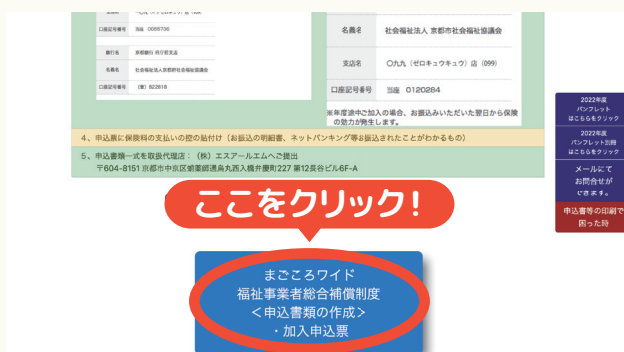 口座記号番号 当座 0008706
銀行名 京都銀行 府庁前支店
名義名 社会福祉法人京都府社会福祉協議会
口座記号番号 (普) 822618
名義名 社会福祉法人 京都市社会福祉協議会
支店名 〇九九（ゼロキュウキュウ）店（099）
口座記号番号 当座 0120264
※年度途中ご加入の場合、お振込みいただいた翌日から保険
の効力が発生します。
4、申込票に保険料の支払いの控の貼付け（お振込の明細書、ネットバンキング等お振込されたことがわかるもの）
5、申込書類一式を取扱代理店：（株）エスアールエムへご提出
〒604-8151 京都市中京区蛸薬師通烏丸西入橋弁慶町227 第12長谷ビル6F-A
ここをクリック!
まごころワイド
福祉事業者総合補償制度
＜申込書類の作成＞
・加入申込票
2022年度
パンフレット
はこちらをクリック
2022年度
パンフレット別冊
はこちらをクリック
メールにて
お問合せが
できます。
申込書等の印刷で
困った時